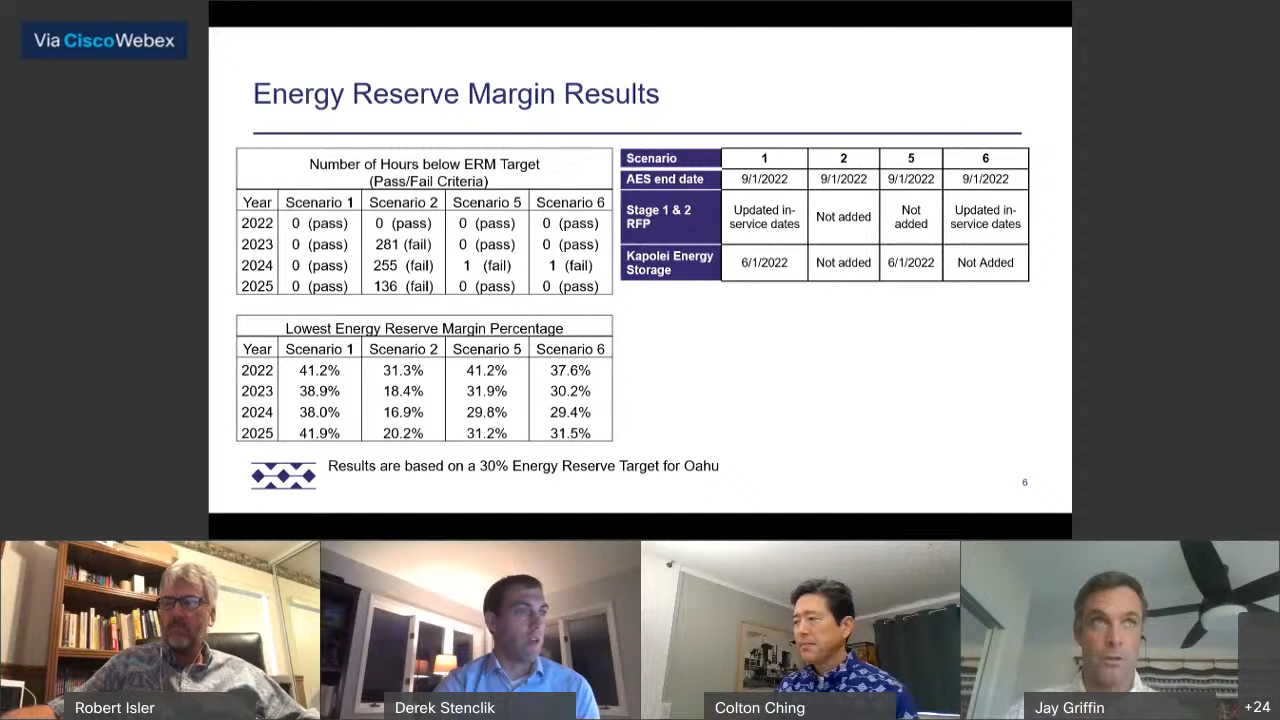 Via CiscoWebex
Energy Reserve Margin Results
Number of Hours below ERM Target
(Pass/Fail Criteria)
Year Scenario 1 Scenario 2 Scenario 5 Scenario 6
2022 0 (pass) 0 (pass) 0 (pass) 0 (pass)
2023 0 (pass) 281 (fail) 0 (pass) 0 (pass)
2024 0 (pass) 255 (fail) 1 (fail) 1 (fail)
2025 0 (pass) 136 (fail) 0 (pass) 0 (pass)
Scenario 1 2 5 6
AES end date 9/1/2022 9/1/2022 9/1/2022 9/1/2022
Stage 1 & 2 RFP Updated in-service dates Not added Not added Updated in-service dates
Kapolei Energy Storage 6/1/2022 Not added 6/1/2022 Not Added
Lowest Energy Reserve Margin Percentage
Year Scenario 1 Scenario 2 Scenario 5 Scenario 6
2022 41.2% 31.3% 41.2% 37.6%
2023 38.9% 18.4% 31.9% 30.2%
2024 38.0% 16.9% 29.8% 29.4%
2025 41.9% 20.2% 31.2% 31.5%
Results are based on a 30% Energy Reserve Target for Oahu
6
Robert Isler
Derek Stenclik
Colton Ching
Jay Griffin
+24